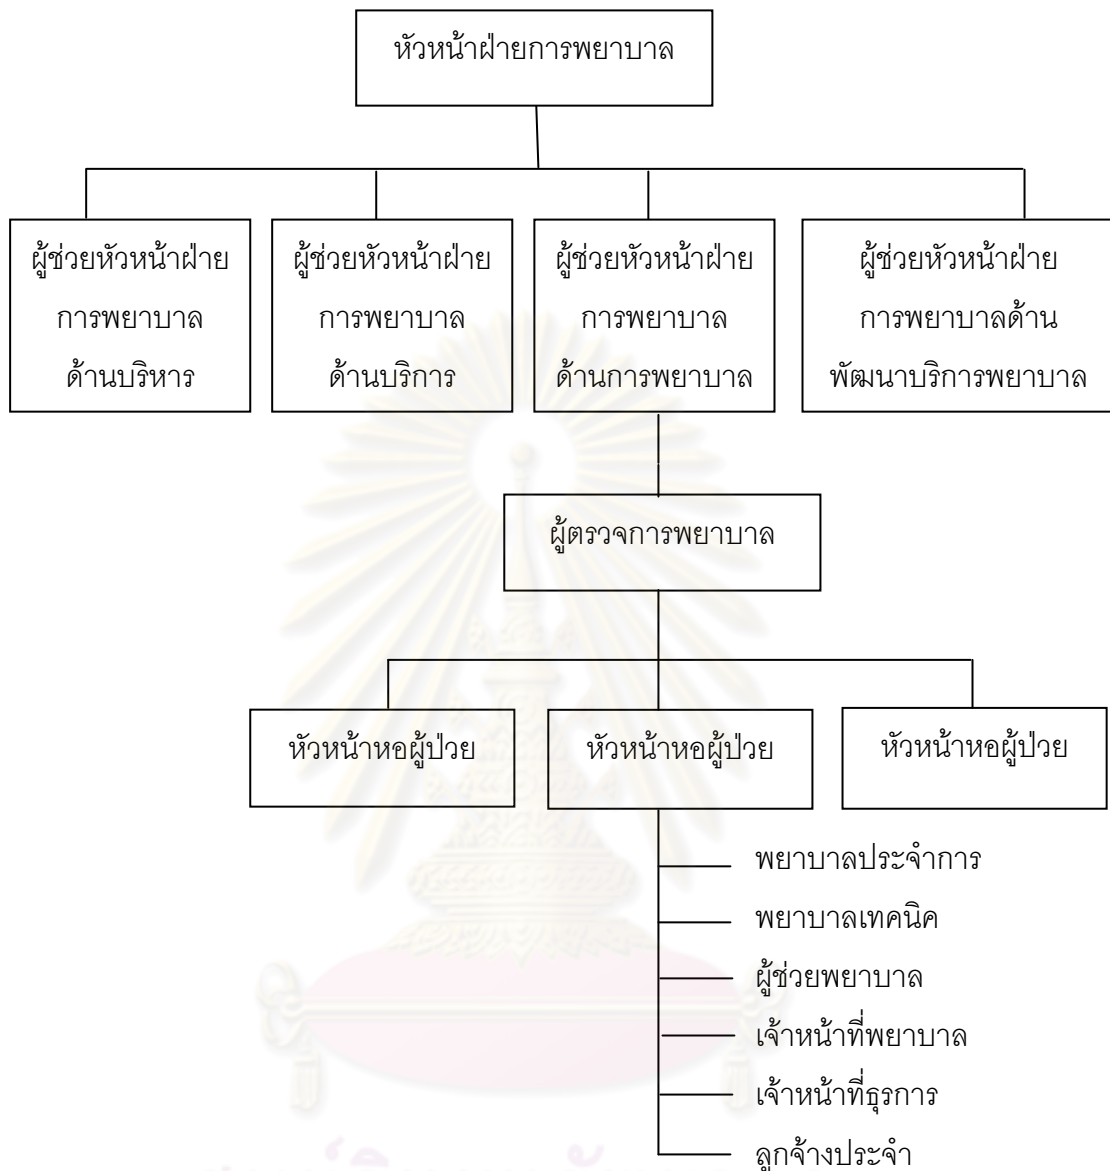 หัวหน้าฝ่ายการพยาบาล
ผู้ช่วยหัวหน้าฝ่าย
การพยาบาล
ด้านบริหาร
ผู้ช่วยหัวหน้าฝ่าย
การพยาบาล
ด้านบริการ
ผู้ช่วยหัวหน้าฝ่าย
การพยาบาล
ด้านการพยาบาล
ผู้ช่วยหัวหน้าฝ่าย
การพยาบาลด้าน
พัฒนาบริการพยาบาล
ผู้ตรวจการพยาบาล
หัวหน้าหอผู้ป่วย
หัวหน้าหอผู้ป่วย
หัวหน้าหอผู้ป่วย
พยาบาลประจำการ
พยาบาลเทคนิค
ผู้ช่วยพยาบาล
เจ้าหน้าที่พยาบาล
เจ้าหน้าที่ธุรการ
ลูกจ้างประจำ